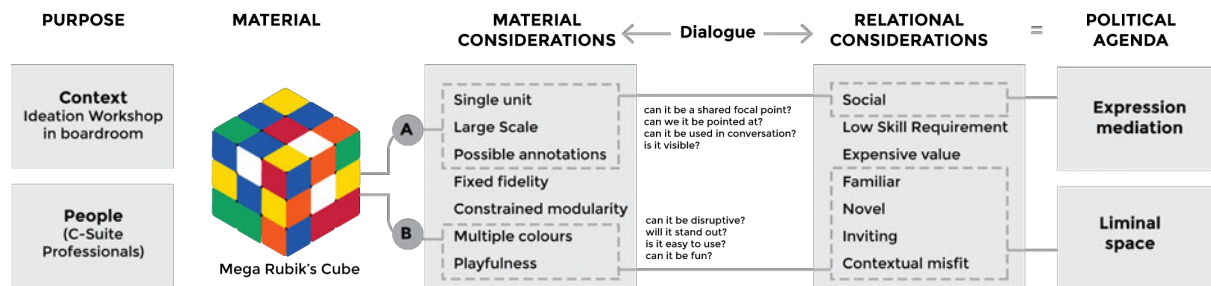 PURPOSE
Context
Ideation Workshop
in boardroom
People
(C-Suite
Professionals)
MATERIAL
Mega Rubik's Cube
A
B
MATERIAL
CONSIDERATIONS
Single unit
Large Scale
Possible annotations
Fixed fidelity
Constrained modularity
Multiple colours
Playfulness
Dialogue
can it be a shared focal point?
can we it be pointed at?
can it be used in conversation?
is it visible?
can it be disruptive?
will it stand out?
is it easy to use?
can it be fun?
RELATIONAL
CONSIDERATIONS
Social
Low Skill Requirement
Expensive value
Familiar
Novel
Inviting
Contextual misfit
=
POLITICAL
AGENDA
Expression
mediation
Liminal
space